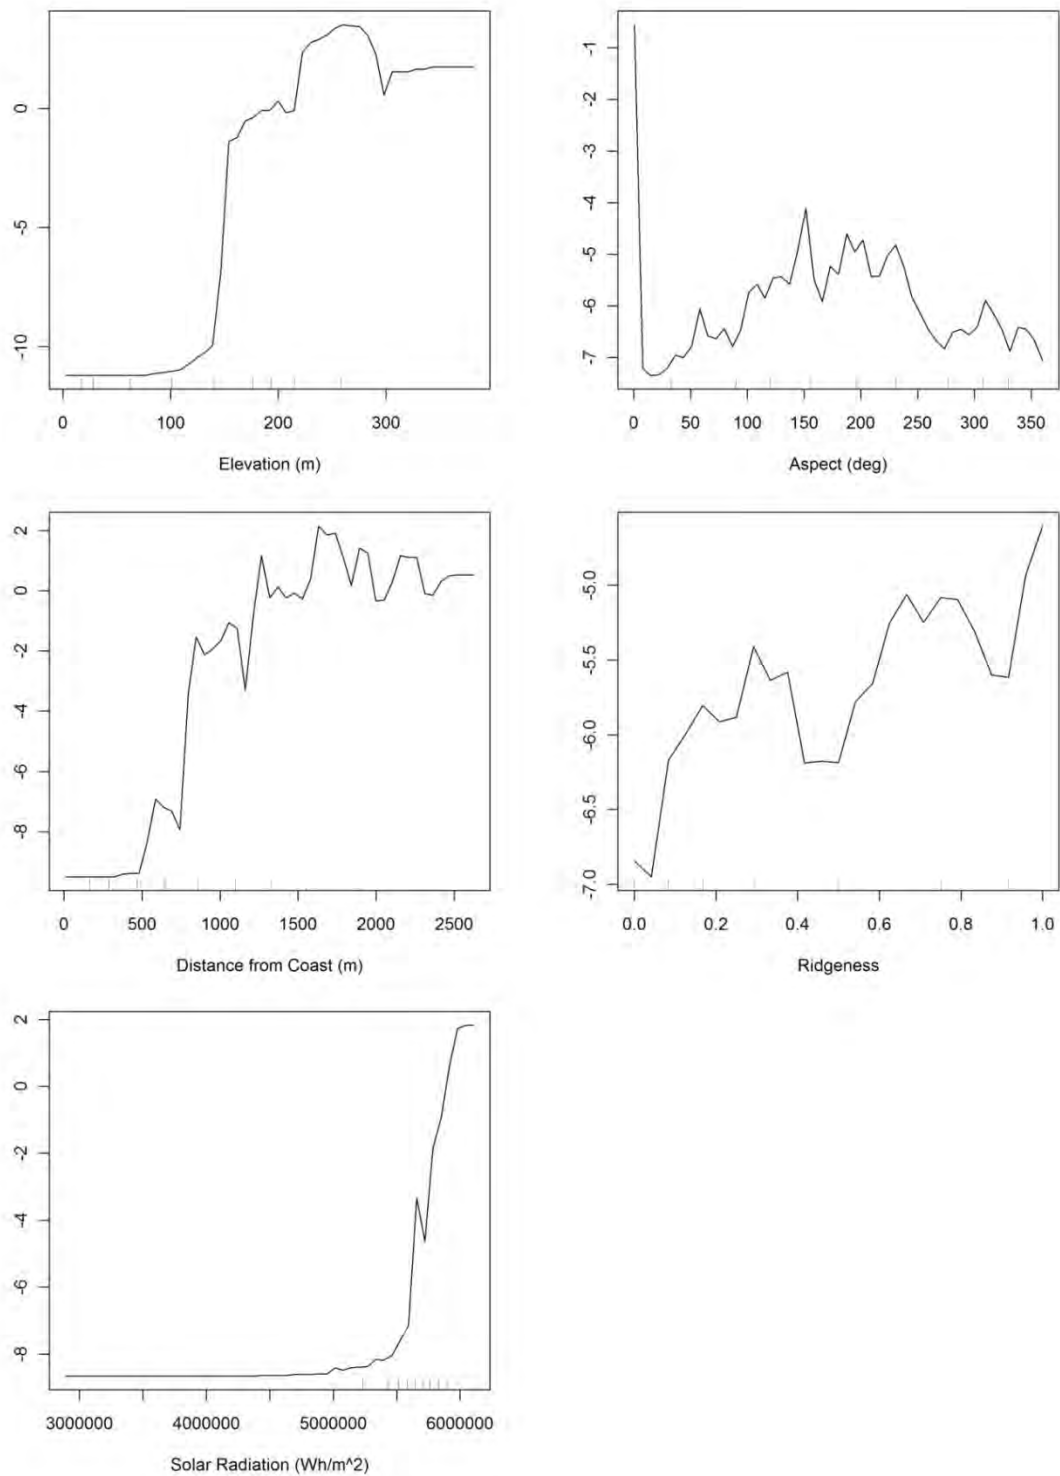 0
-5
-10
0 100 200 300
Elevation (m)
-1
-2
-3
-4
-5
-6
-7
0 50 100 150 200 250 300 350
Aspect (deg)
2
0
-2
-4
-6
-8
0 500 1000 1500 2000 2500
Distance from Coast (m)
-5.0
-5.5
-6.0
-6.5
-7.0
0.0 0.2 0.4 0.6 0.8 1.0
Ridgeness
2
0
-2
-4
-6
-8
3000000 4000000 5000000 6000000
Solar Radiation (Wh/m^2)